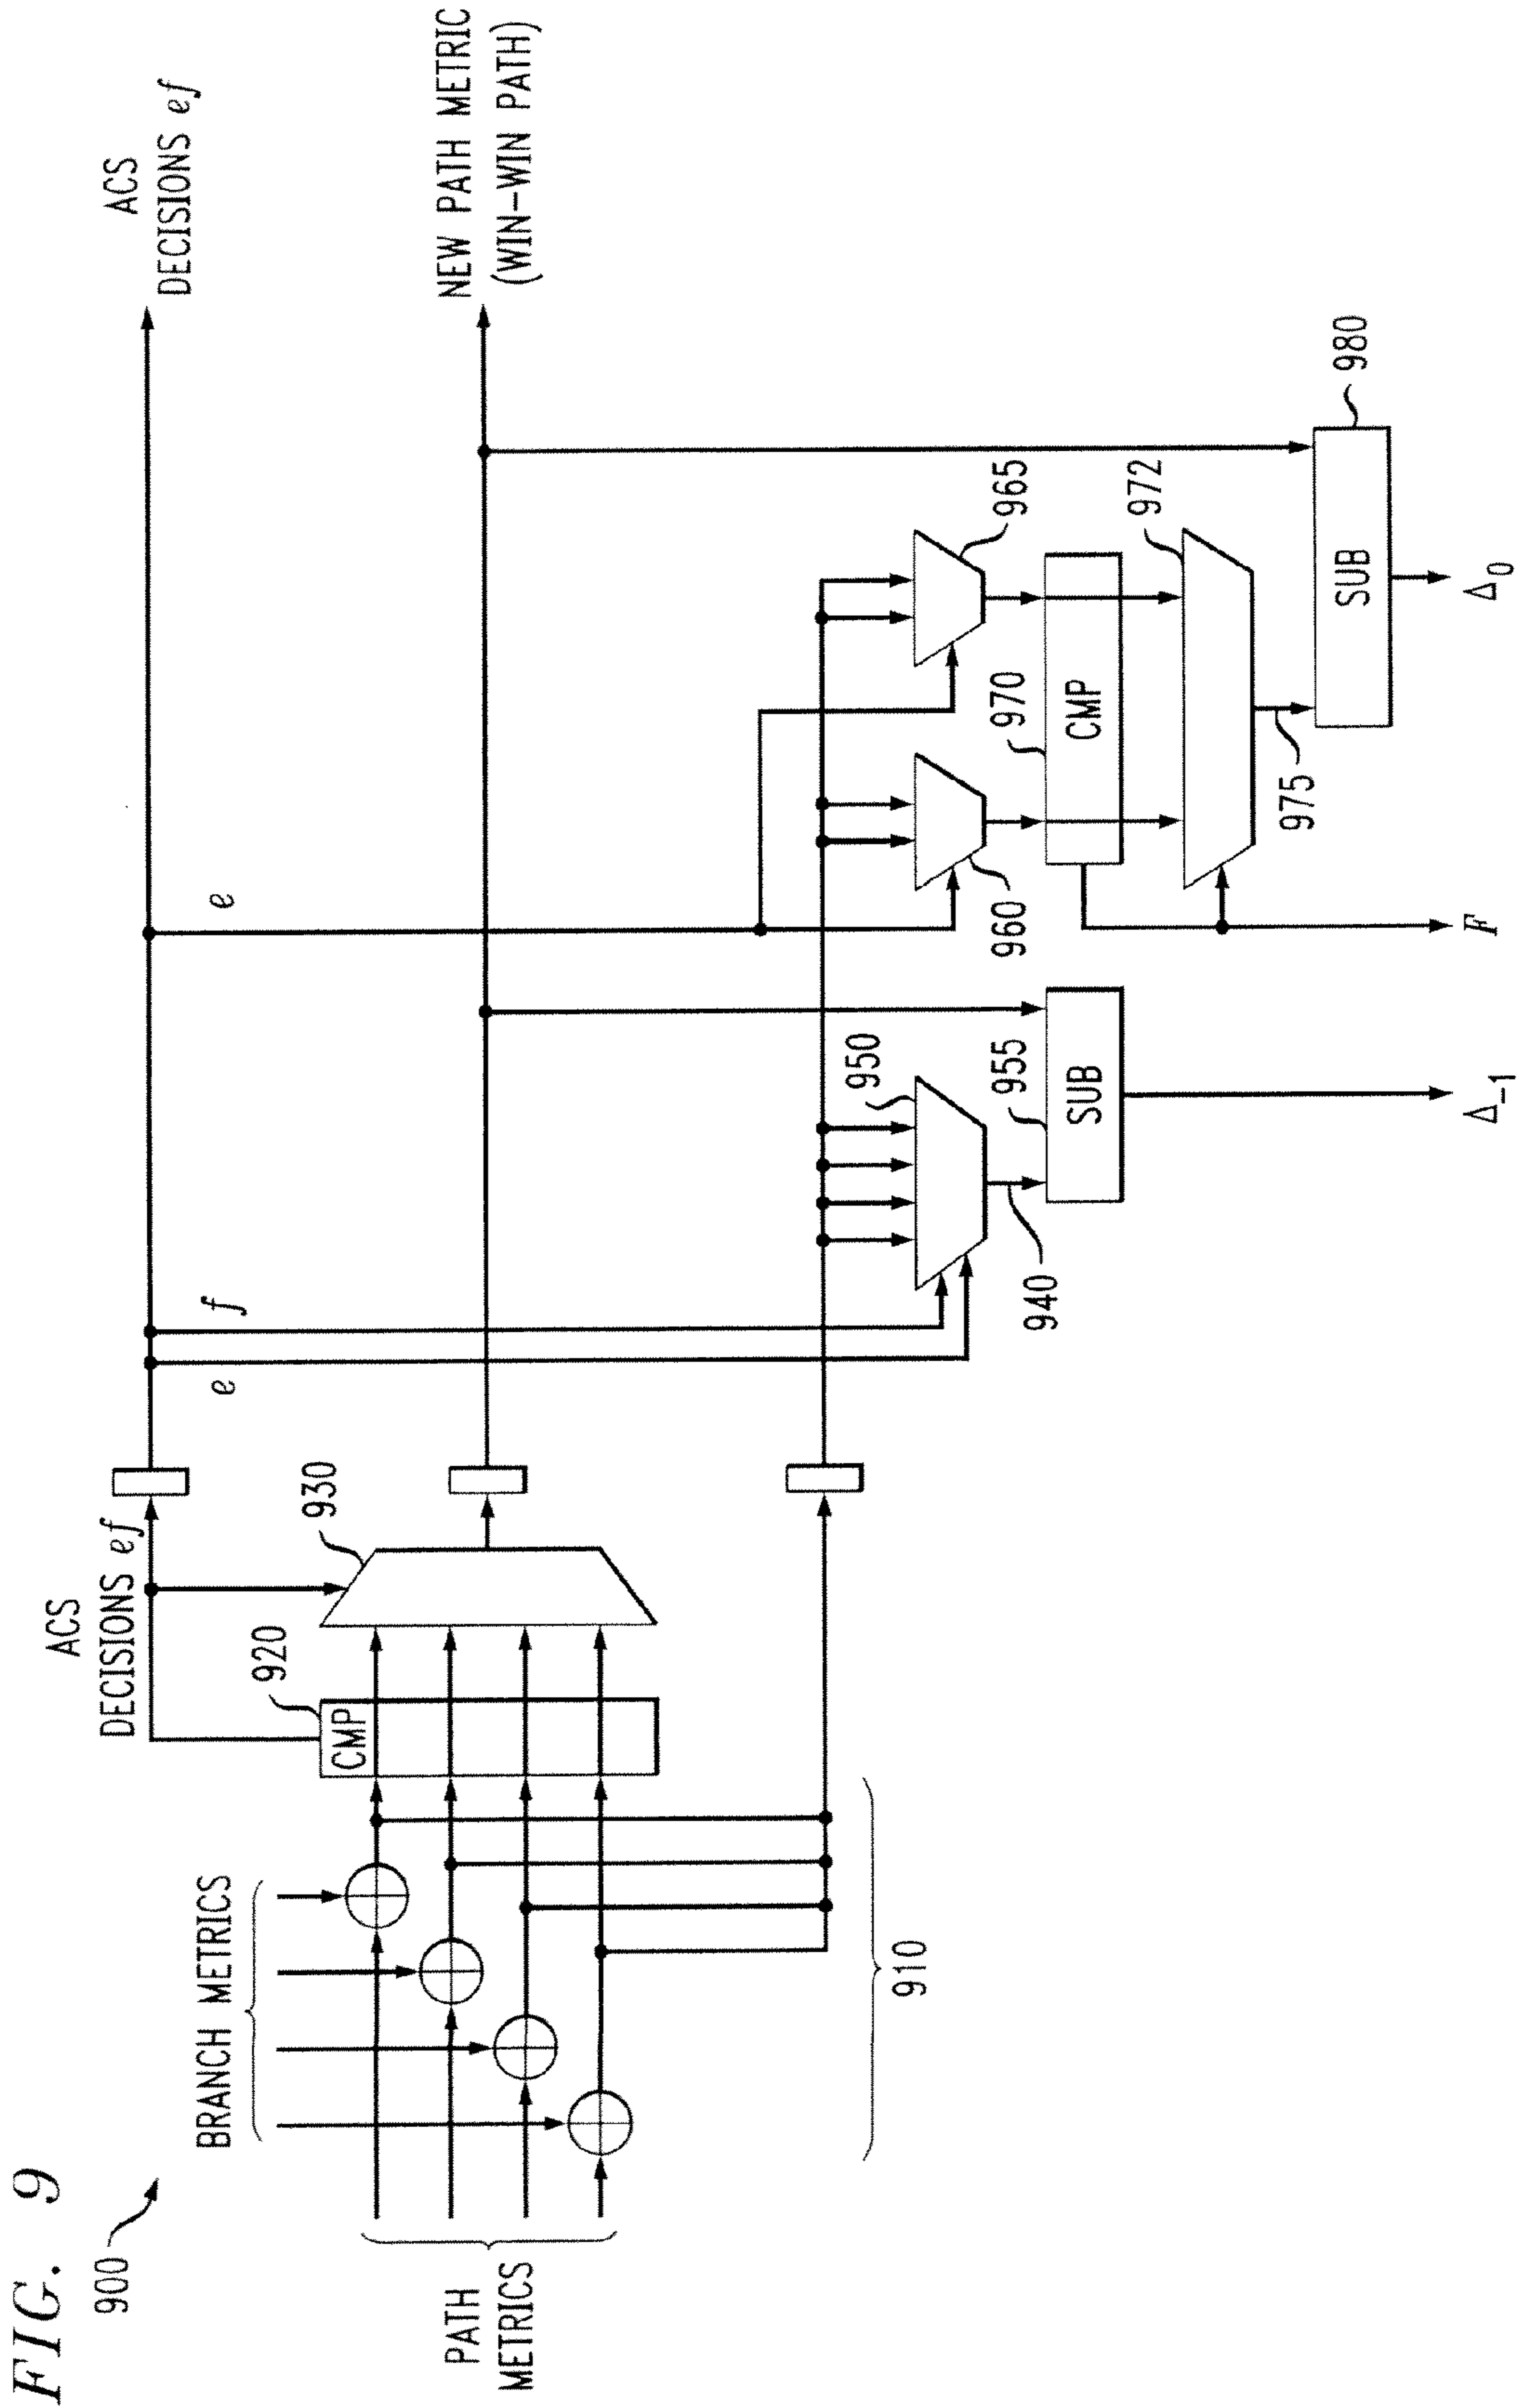 FIG. 9
900
BRANCH METRICS
PATH
METRICS
910
ACS
DECISIONS ef
920
CMP
930
ACS
DECISIONS ef
NEW PATH METRIC
(WIN-WIN PATH)
e
f
e
940
950
955
SUB
Δ-1
960
965
970
CMP
972
975
F
980
SUB
Δ0